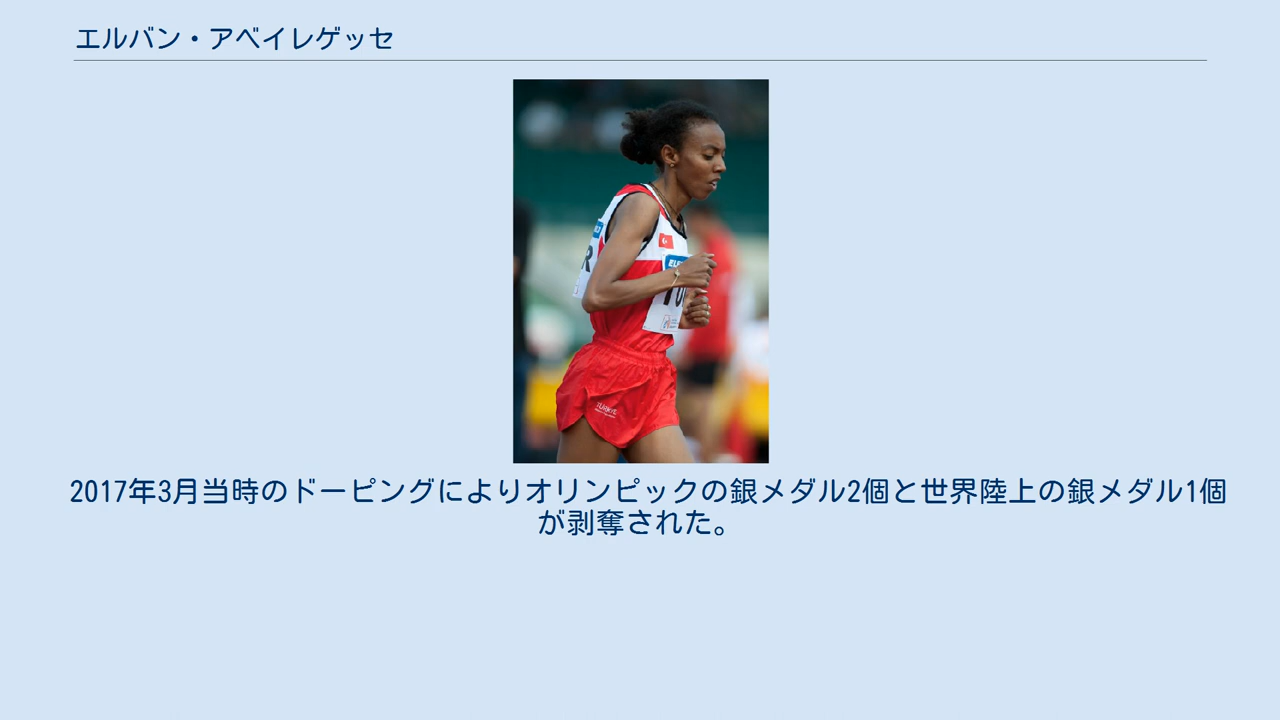 エルバン・アベイレゲッセ
2017年3月当時のドーピングによりオリンピックの銀メダル2個と世界陸上の銀メダル1個
が剥奪された。